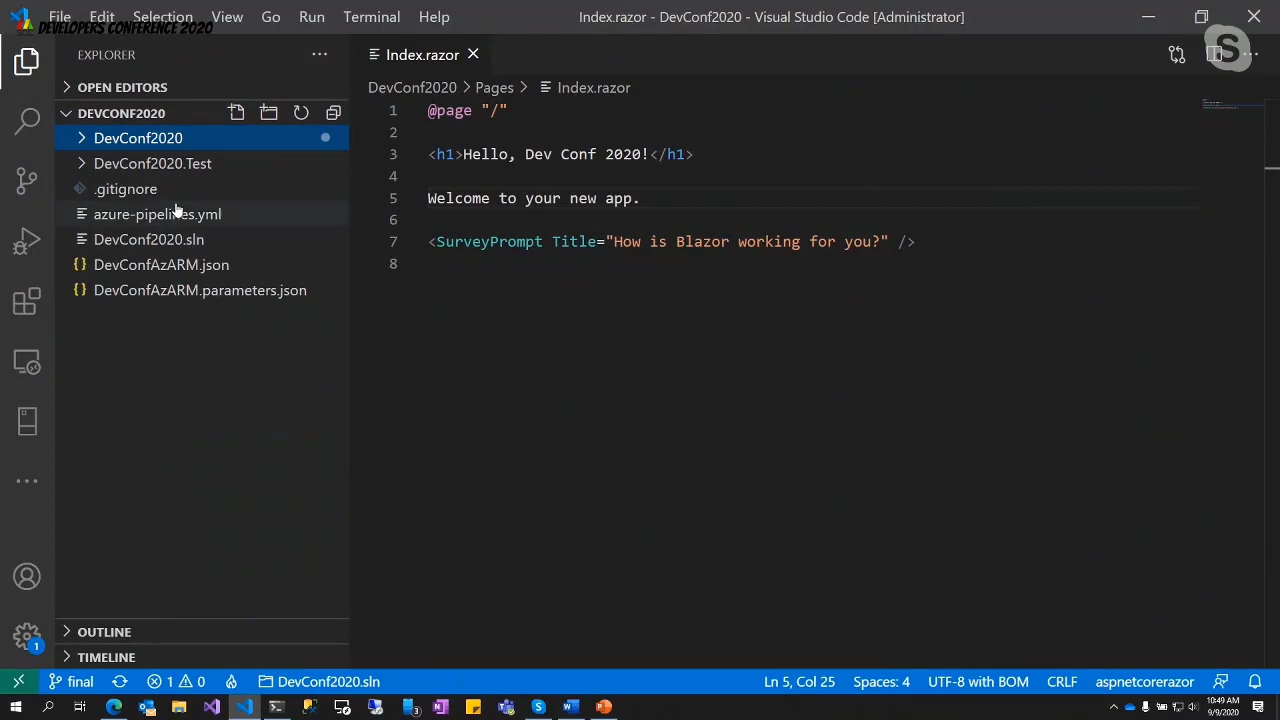 File Edit Selection View Go Run Terminal Help
Index.razor - DevConf2020 - Visual Studio Code [Administrator]
DEVELOPERS CONFERENCE 2020
S
EXPLORER
Index.razor
OPEN EDITORS
DevConf2020 > Pages > Index.razor
DEVCONF2020
DevConf2020
DevConf2020.Test
.gitignore
azure-pipelines.yml
DevConf2020.sln
DevConfAzARM.json
DevConfAzARM.parameters.json
1 @page "/"
2
3 <h1>Hello, Dev Conf 2020!</h1>
4
5 Welcome to your new app.
6
7 <SurveyPrompt Title="How is Blazor working for you?" />
8
OUTLINE
TIMELINE
1
final 1 0 DevConf2020.sln Ln 5, Col 25 Spaces: 4 UTF-8 with BOM CRLF aspnetcorerazor
10:49 AM
9/9/2020